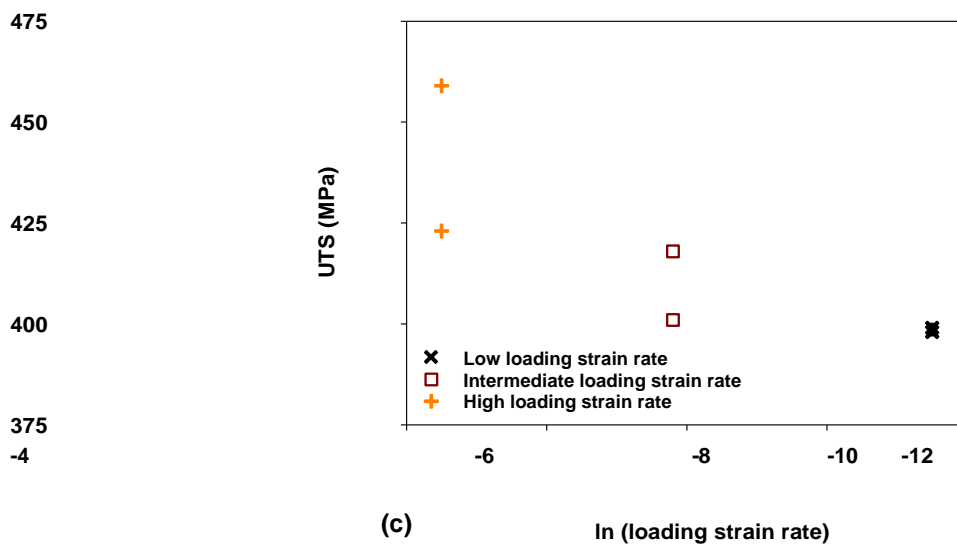 475
450
UTS (MPa)
425
400
Low loading strain rate
Intermediate loading strain rate
High loading strain rate
375
-4 -6 -8 -10 -12
(c)
ln (loading strain rate)